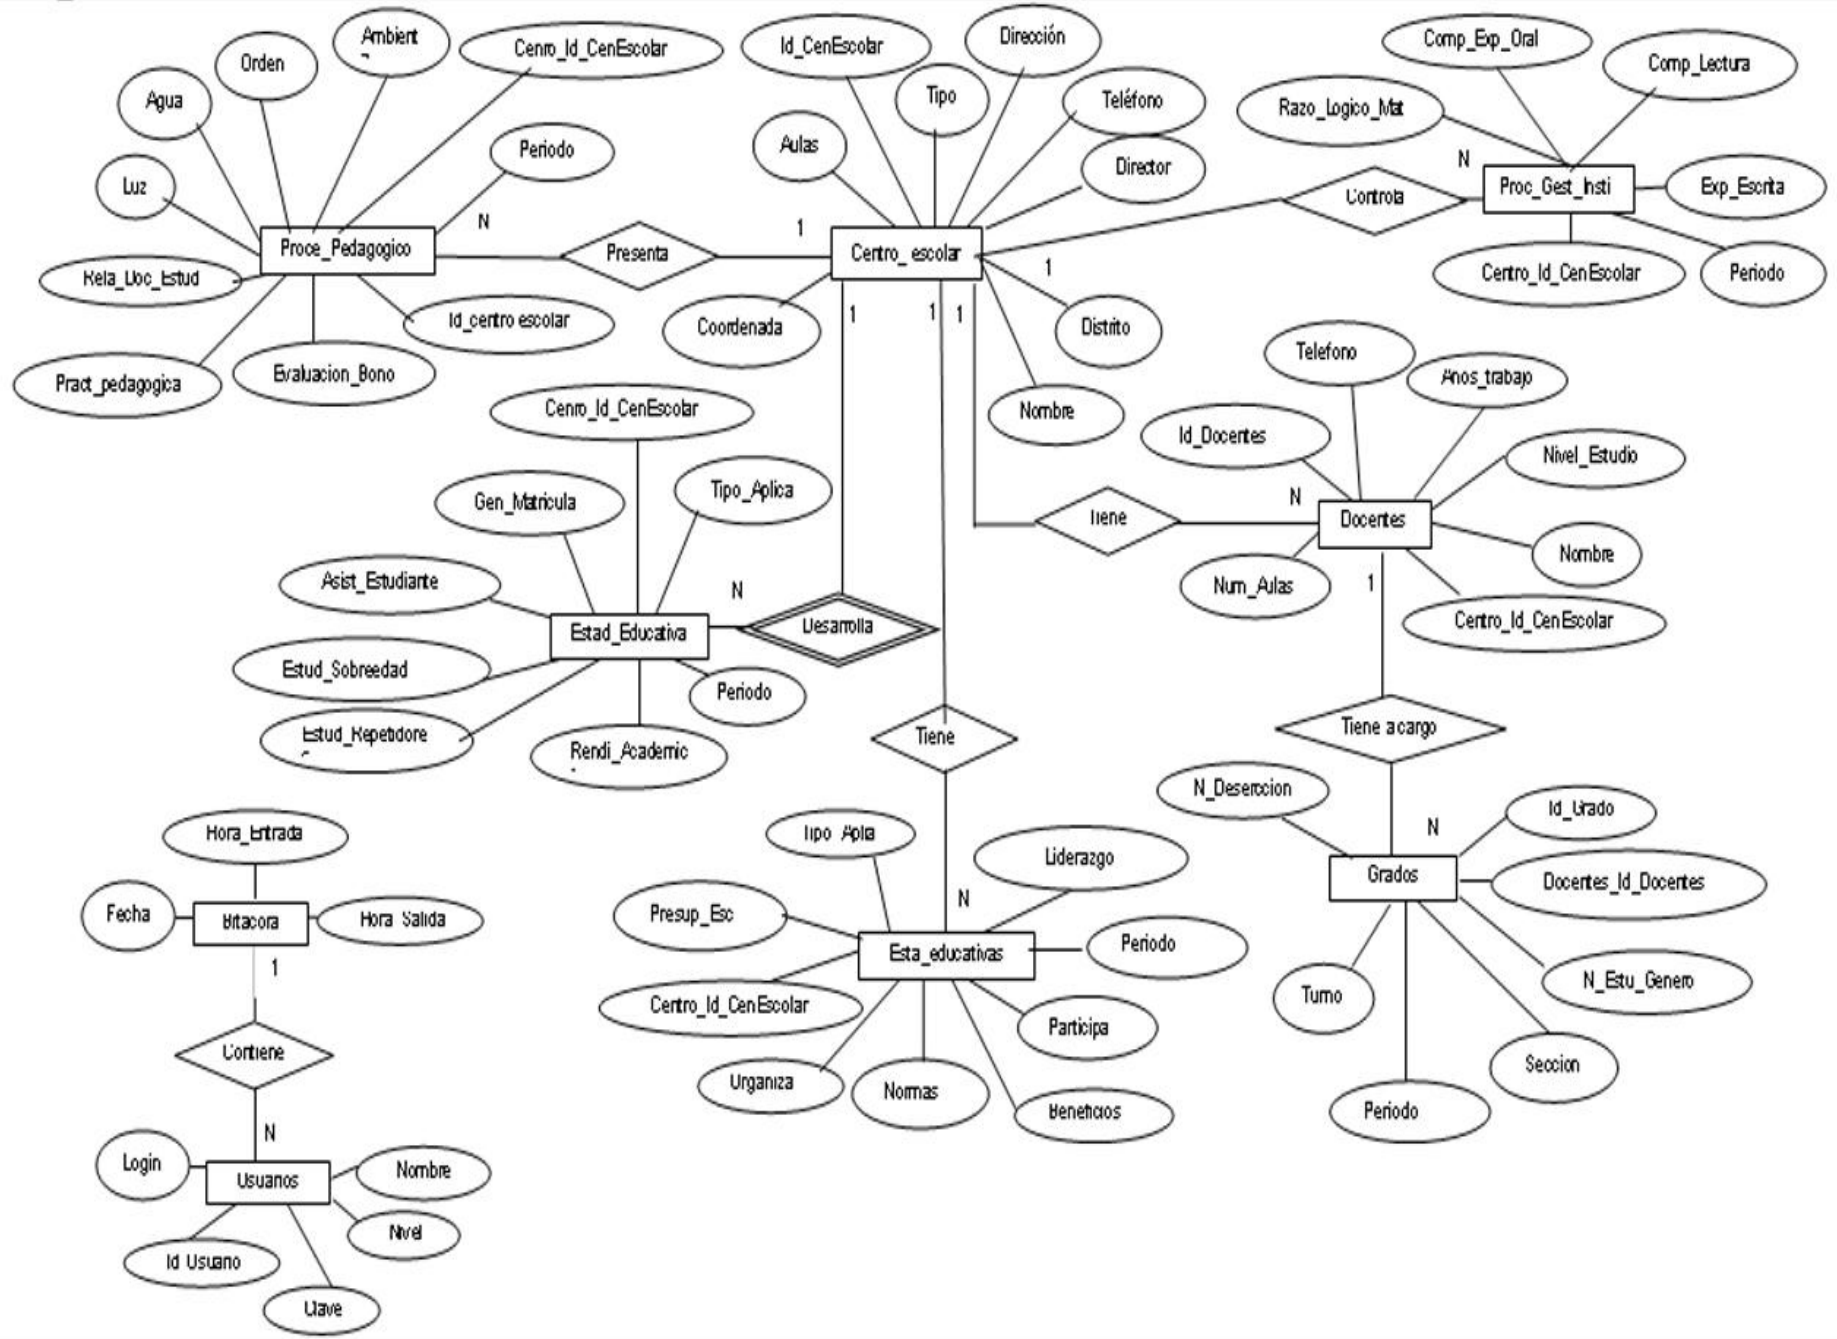 Ambient
Cenro_Id_CenEscolar
Orden
Agua
Luz
Periodo
N
Proce_Pedagogico
Rela_Doc_Estud
Pract_pedagogica
Evaluacion_Bono
Id_centro escolar
Presenta
1
Id_CenEscolar
Dirección
Tipo
Teléfono
Aulas
Director
Centro_ escolar
Coordenada
1
1
1
1
Distrito
Nombre
Comp_Exp_Oral
Comp_Lectura
Razo_Logico_Mat
N
Controla
Proc_Gest_Insti
Exp_Escrita
Centro_Id_CenEscolar
Periodo
Telefono
Anos_trabajo
Id_Docentes
Nivel_Estudio
N
Tiene
Docentes
Nombre
Num_Aulas
1
Centro_Id_CenEscolar
Cenro_Id_CenEscolar
Gen_Matricula
Tipo_Aplica
Asist_Estudiante
N
Estad_Educativa
Desarrolla
Estud_Sobreedad
Periodo
Estud_Repetidore
Rendi_Academic
Tiene
Tiene a cargo
N_Desercion
Id_Grado
N
Grados
Docentes_Id_Docentes
N_Estu_Genero
Turno
Seccion
Periodo
Tipo_Aplia
Liderazgo
Presup_Esc
N
Esta_educativas
Periodo
Centro_Id_CenEscolar
Participa
Organiza
Normas
Beneficios
Hora_Entrada
Fecha
Bitacora
Hora_Salida
1
Contiene
N
Login
Usuarios
Nombre
Nivel
Id_Usuario
Clave